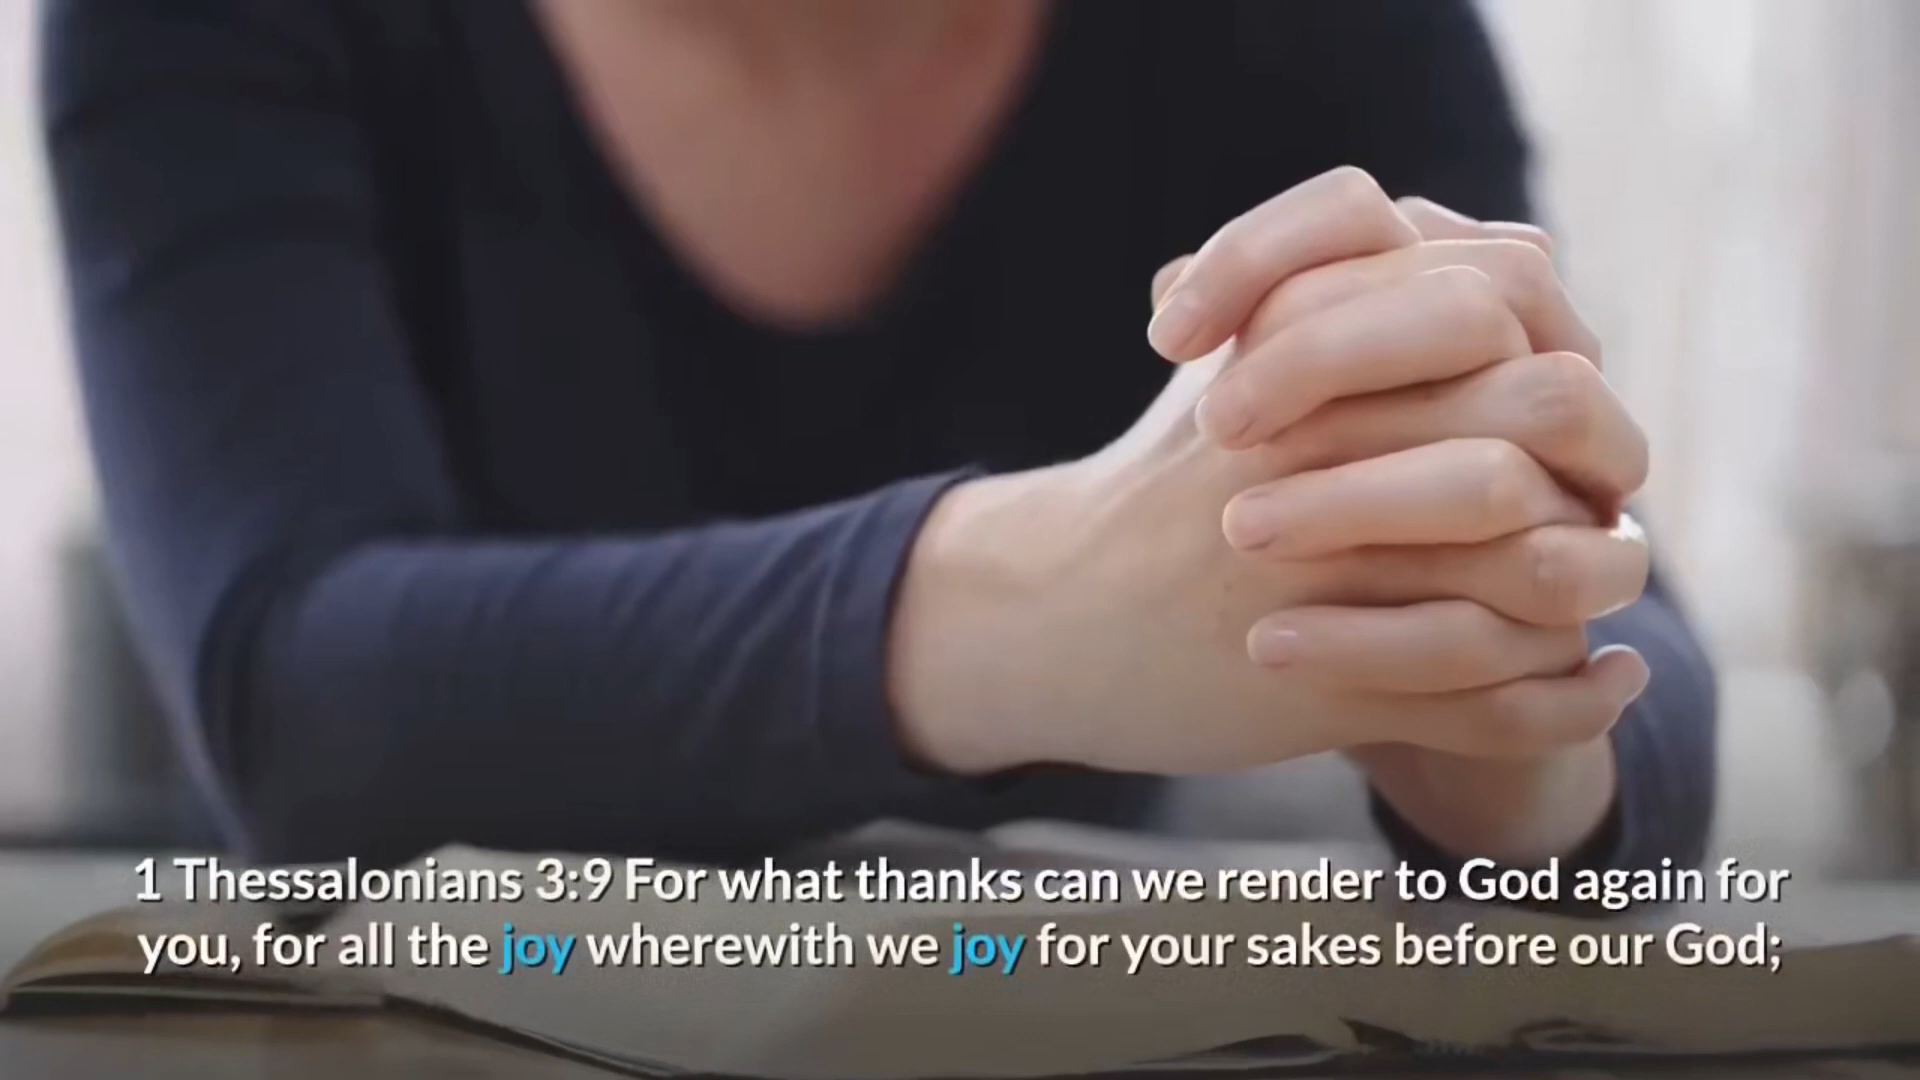 1 Thessalonians 3:9 For what thanks can we render to God again for
you, for all the joy wherewith we joy for your sakes before our God;